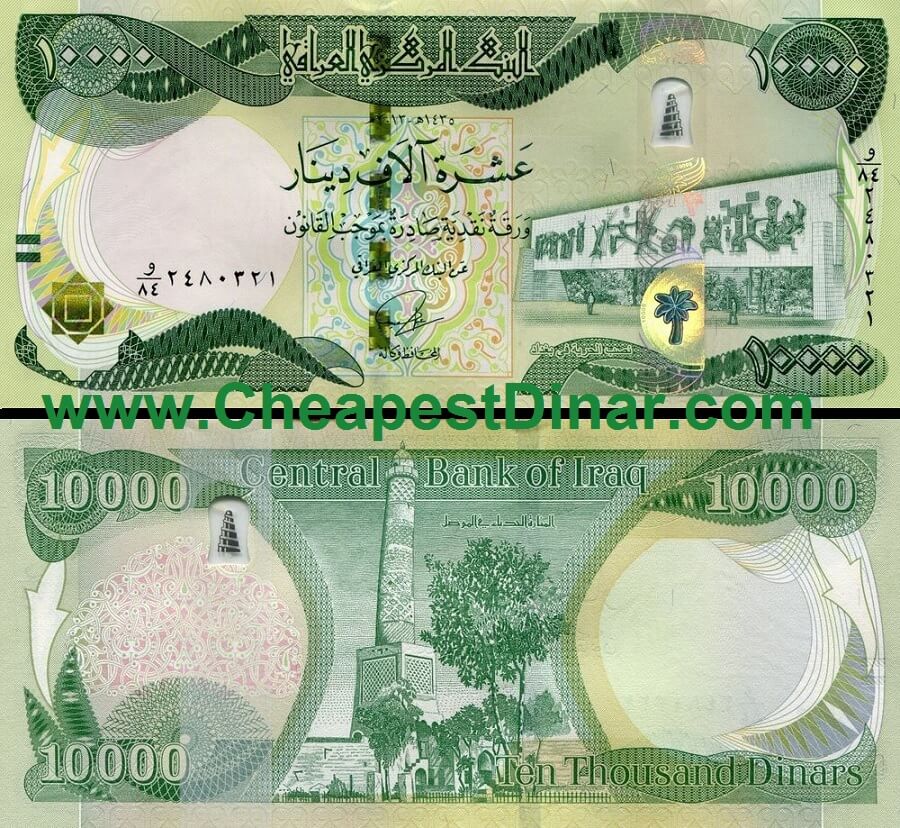 ١٠٠٠٠
البنك المركزي العراقي
١٠٠٠٠
١٤٣٥هـ-٢٠١٣م
عشرة آلاف دينار
ورقة نقدية صادرة بموجب القانون
عن البنك المركزي العراقي
و/٨٤ ٢٤٨٠٣٢١
و/٨٤ ٢٤٨٠٣٢١
المحافظ وكالة
نصب الحرية في بغداد
١٠٠٠٠
www.CheapestDinar.com
Central Bank of Iraq
10000
10000
المنارة الحدباء في الموصل
10000
Ten Thousand Dinars